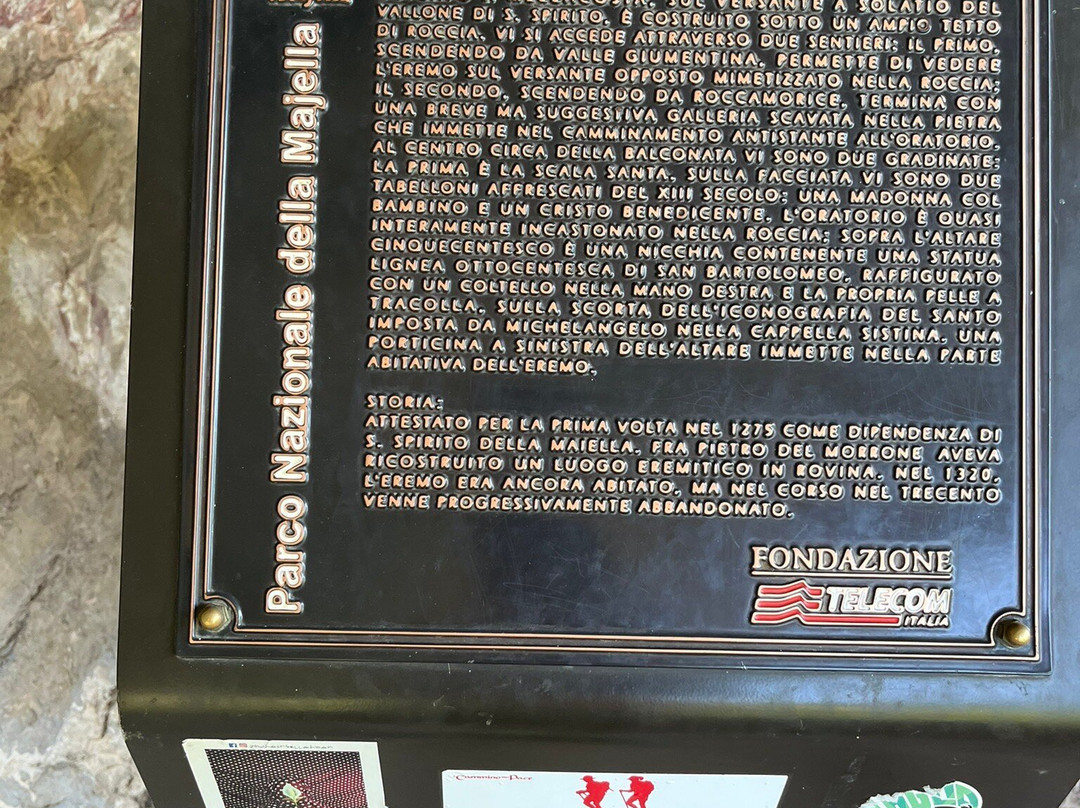 SUL VERSANTE A SOLATIO DEL
VALLONE DI S. SPIRITO, È COSTRUITO SOTTO UN AMPIO TETTO
DI ROCCIA. VI SI ACCEDE ATTRAVERSO DUE SENTIERI: IL PRIMO,
SCENDENDO DA VALLE GIUMENTINA, PERMETTE DI VEDERE
L'EREMO SUL VERSANTE OPPOSTO MIMETIZZATO NELLA ROCCIA;
IL SECONDO, SCENDENDO DA ROCCAMORICE, TERMINA CON
UNA BREVE MA SUGGESTIVA GALLERIA SCAVATA NELLA PIETRA
CHE IMMETTE NEL CAMMINAMENTO ANTISTANTE ALL'ORATORIO.
AL CENTRO CIRCA DELLA BALCONATA VI SONO DUE GRADINATE:
LA PRIMA È LA SCALA SANTA. SULLA FACCIATA VI SONO DUE
TABELLONI AFFRESCATI DEL XIII SECOLO: UNA MADONNA COL
BAMBINO E UN CRISTO BENEDICENTE. L'ORATORIO È QUASI
INTERAMENTE INCASTONATO NELLA ROCCIA; SOPRA L'ALTARE
CINQUECENTESCO È UNA NICCHIA CONTENENTE UNA STATUA
LIGNEA OTTOCENTESCA DI SAN BARTOLOMEO, RAFFIGURATO
CON UN COLTELLO NELLA MANO DESTRA E LA PROPRIA PELLE A
TRACOLLA, SULLA SCORTA DELL'ICONOGRAFIA DEL SANTO
IMPOSTA DA MICHELANGELO NELLA CAPPELLA SISTINA. UNA
PORTICINA A SINISTRA DELL'ALTARE IMMETTE NELLA PARTE
ABITATIVA DELL'EREMO.
STORIA:
ATTESTATO PER LA PRIMA VOLTA NEL 1275 COME DIPENDENZA DI
S. SPIRITO DELLA MAIELLA. FRA PIETRO DEL MORRONE AVEVA
RICOSTRUITO UN LUOGO EREMITICO IN ROVINA. NEL 1320,
L'EREMO ERA ANCORA ABITATO, MA NEL CORSO NEL TRECENTO
VENNE PROGRESSIVAMENTE ABBANDONATO.
Parco Nazionale della Majella
FONDAZIONE
TELECOM
ITALIA